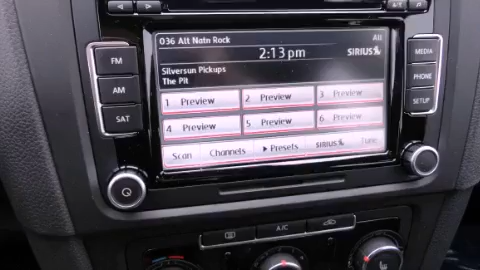 036 Alt Natn Rock All
2:13 pm SIRIUS
Silversun Pickups
The Pit
FM
AM
SAT
MEDIA
PHONE
SETUP
1 Preview 2 Preview 3 Preview
4 Preview 5 Preview 6 Preview
Scan Channels Presets SIRIUS Tune
A/C